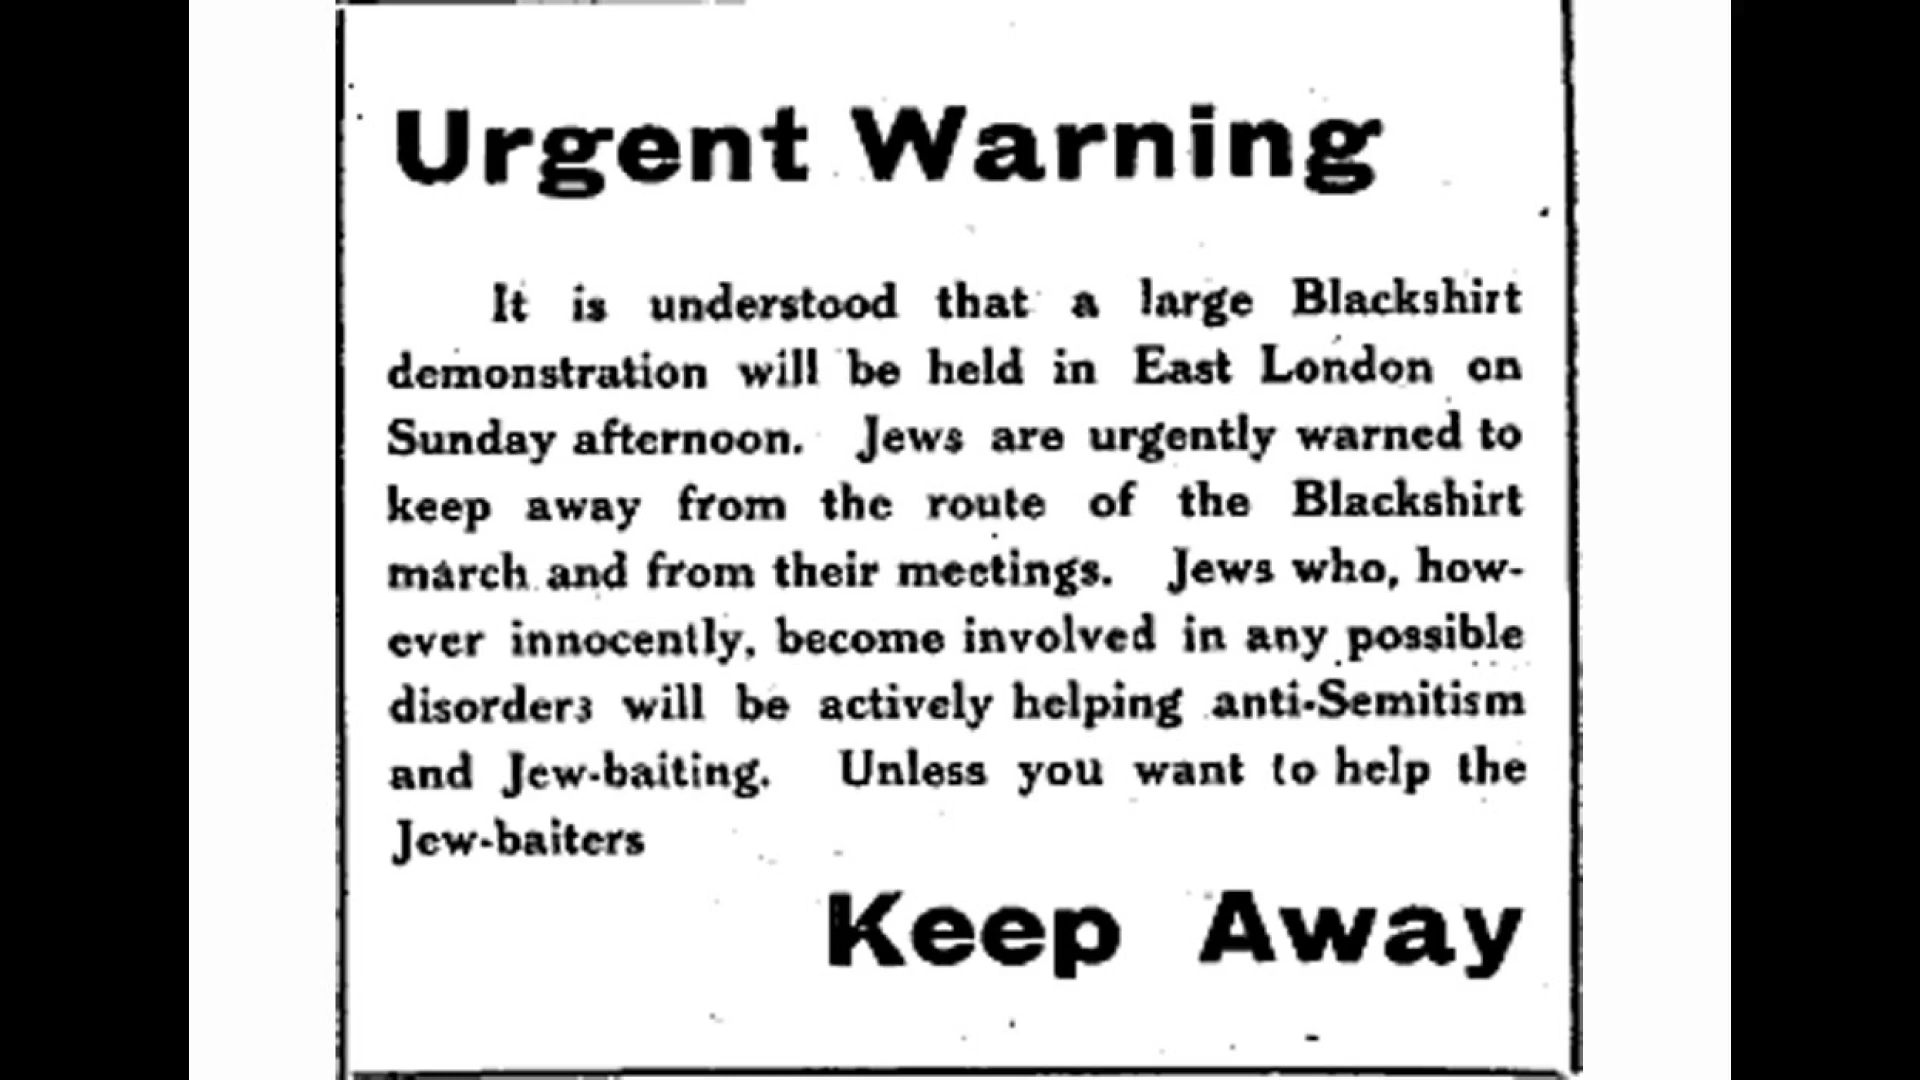 Urgent Warning
It is understood that a large Blackshirt
demonstration will be held in East London on
Sunday afternoon. Jews are urgently warned to
keep away from the route of the Blackshirt
march and from their meetings. Jews who, how-
ever innocently, become involved in any possible
disorders will be actively helping anti-Semitism
and Jew-baiting. Unless you want to help the
Jew-baiters
Keep Away